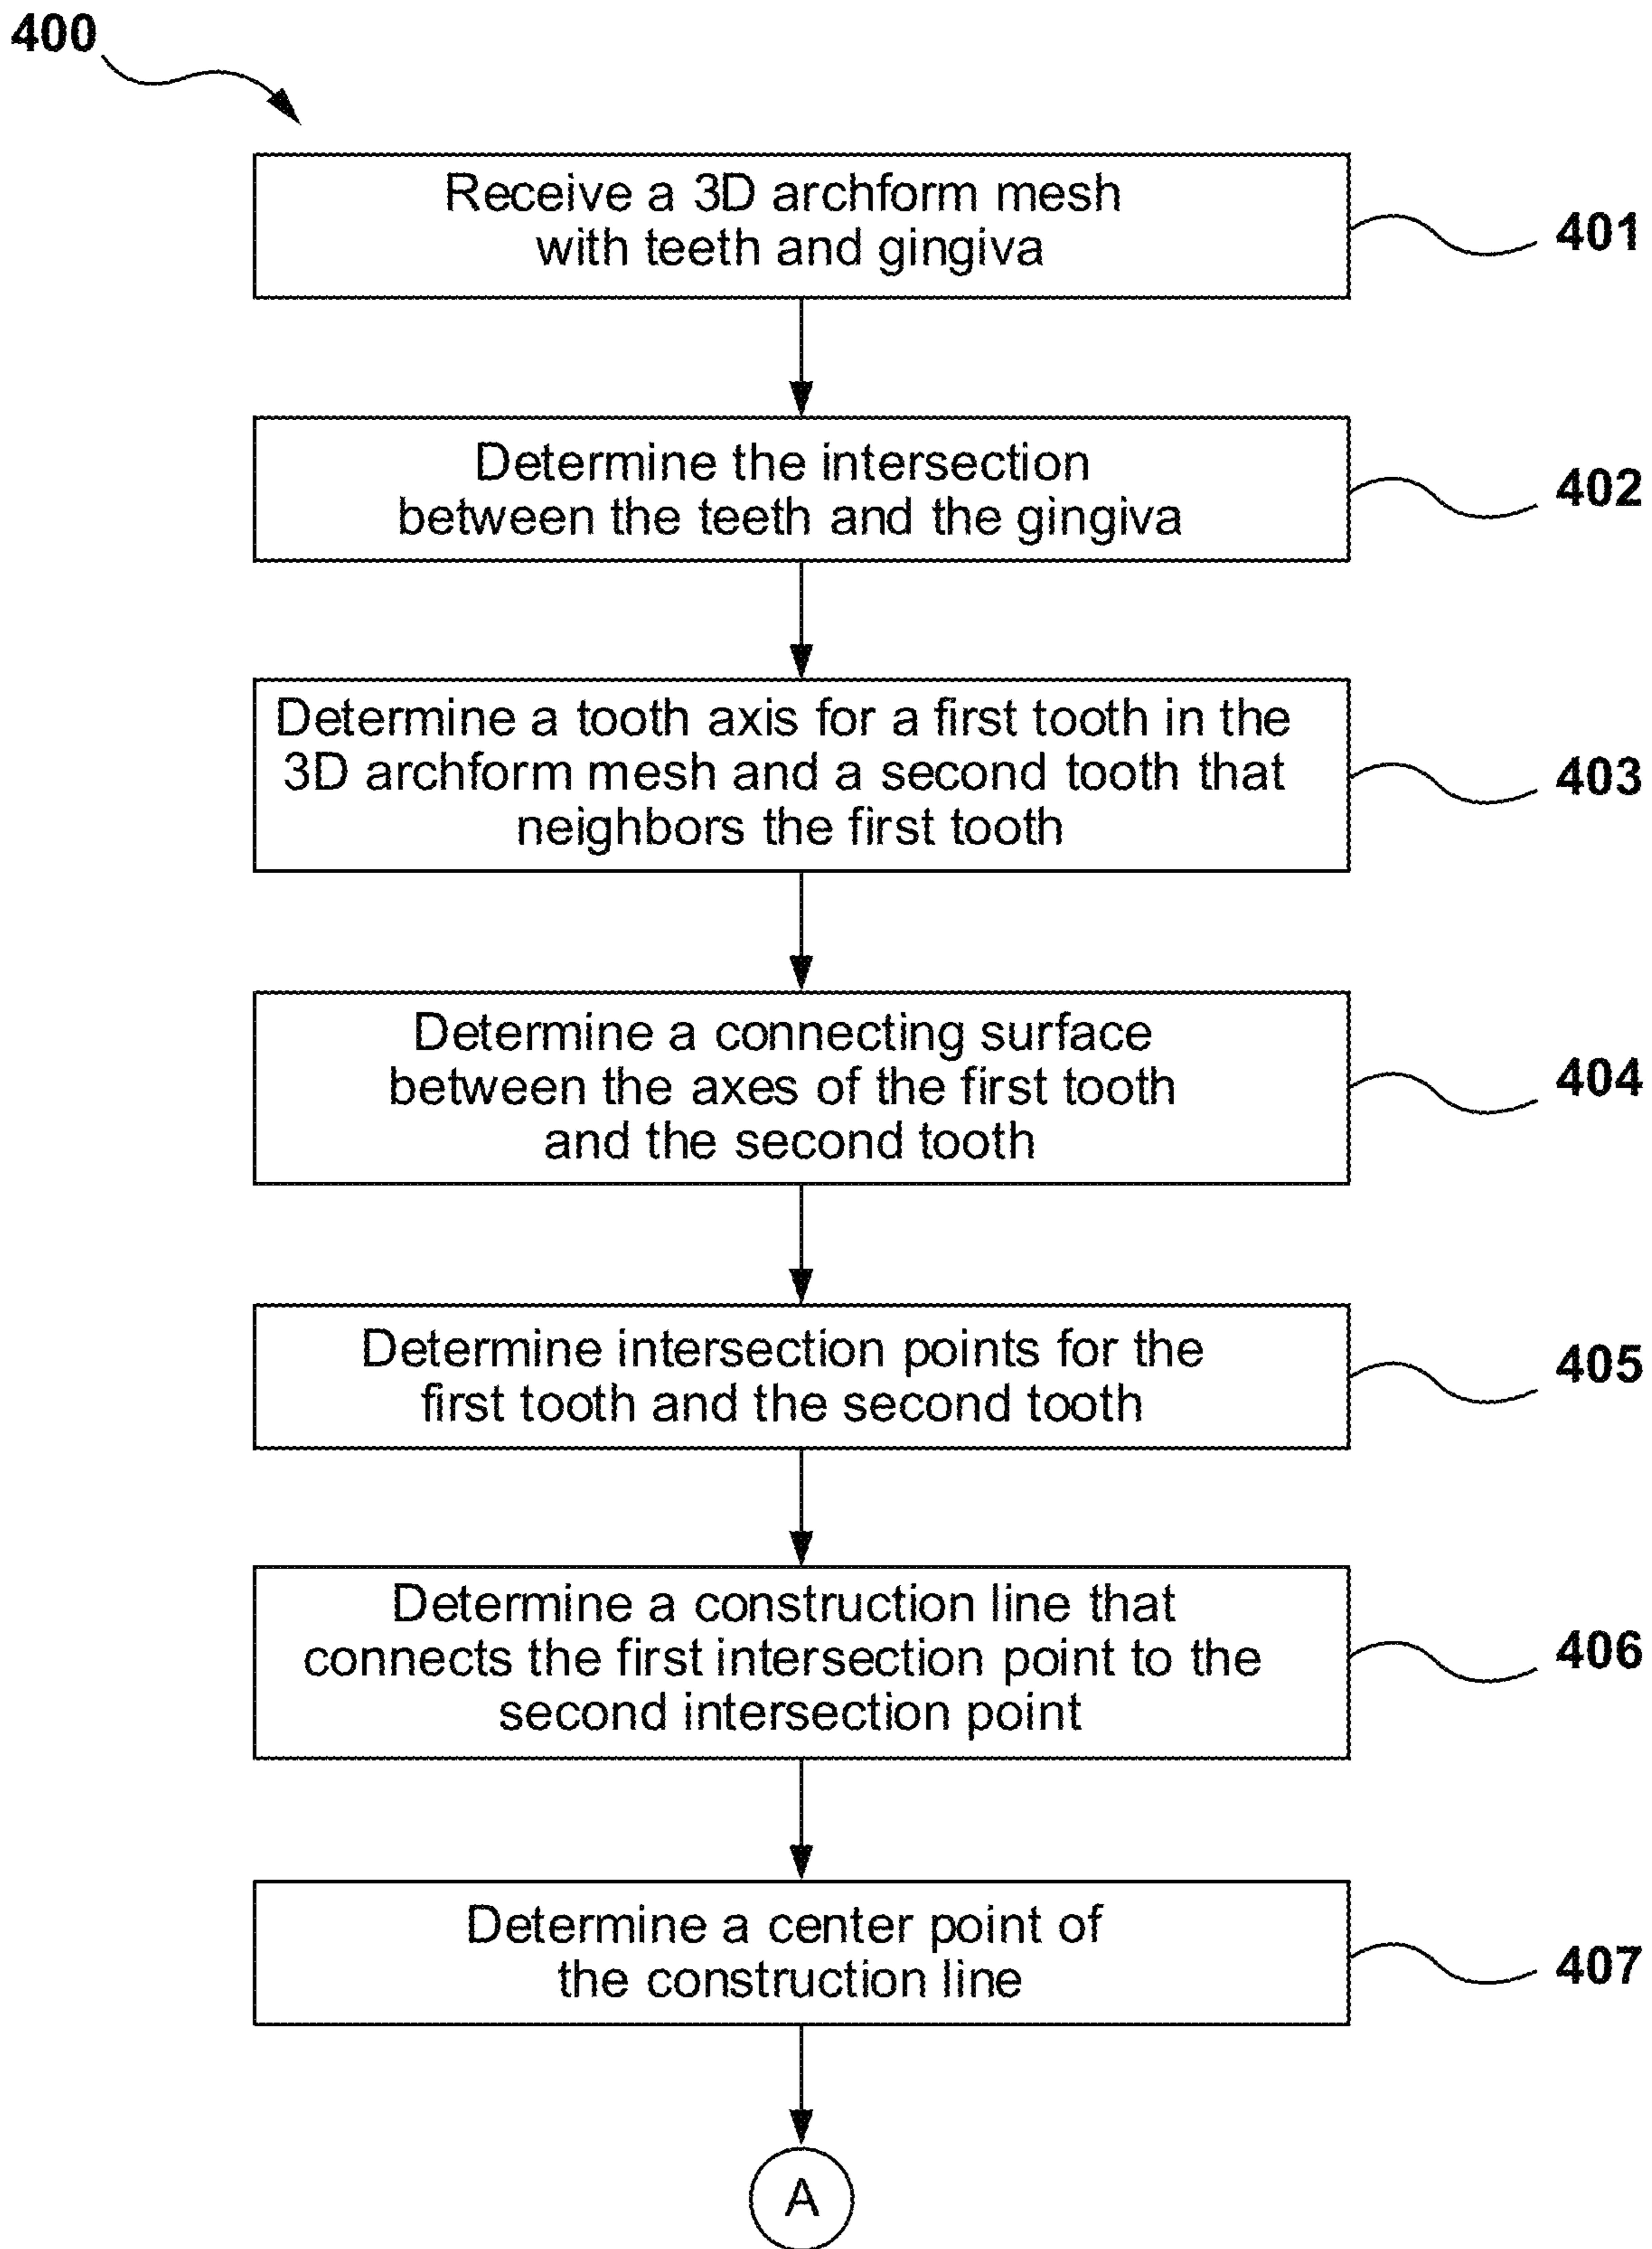 400
Receive a 3D archform mesh
with teeth and gingiva
401
Determine the intersection
between the teeth and the gingiva
402
Determine a tooth axis for a first tooth in the
3D archform mesh and a second tooth that
neighbors the first tooth
403
Determine a connecting surface
between the axes of the first tooth
and the second tooth
404
Determine intersection points for the
first tooth and the second tooth
405
Determine a construction line that
connects the first intersection point to the
second intersection point
406
Determine a center point of
the construction line
407
A